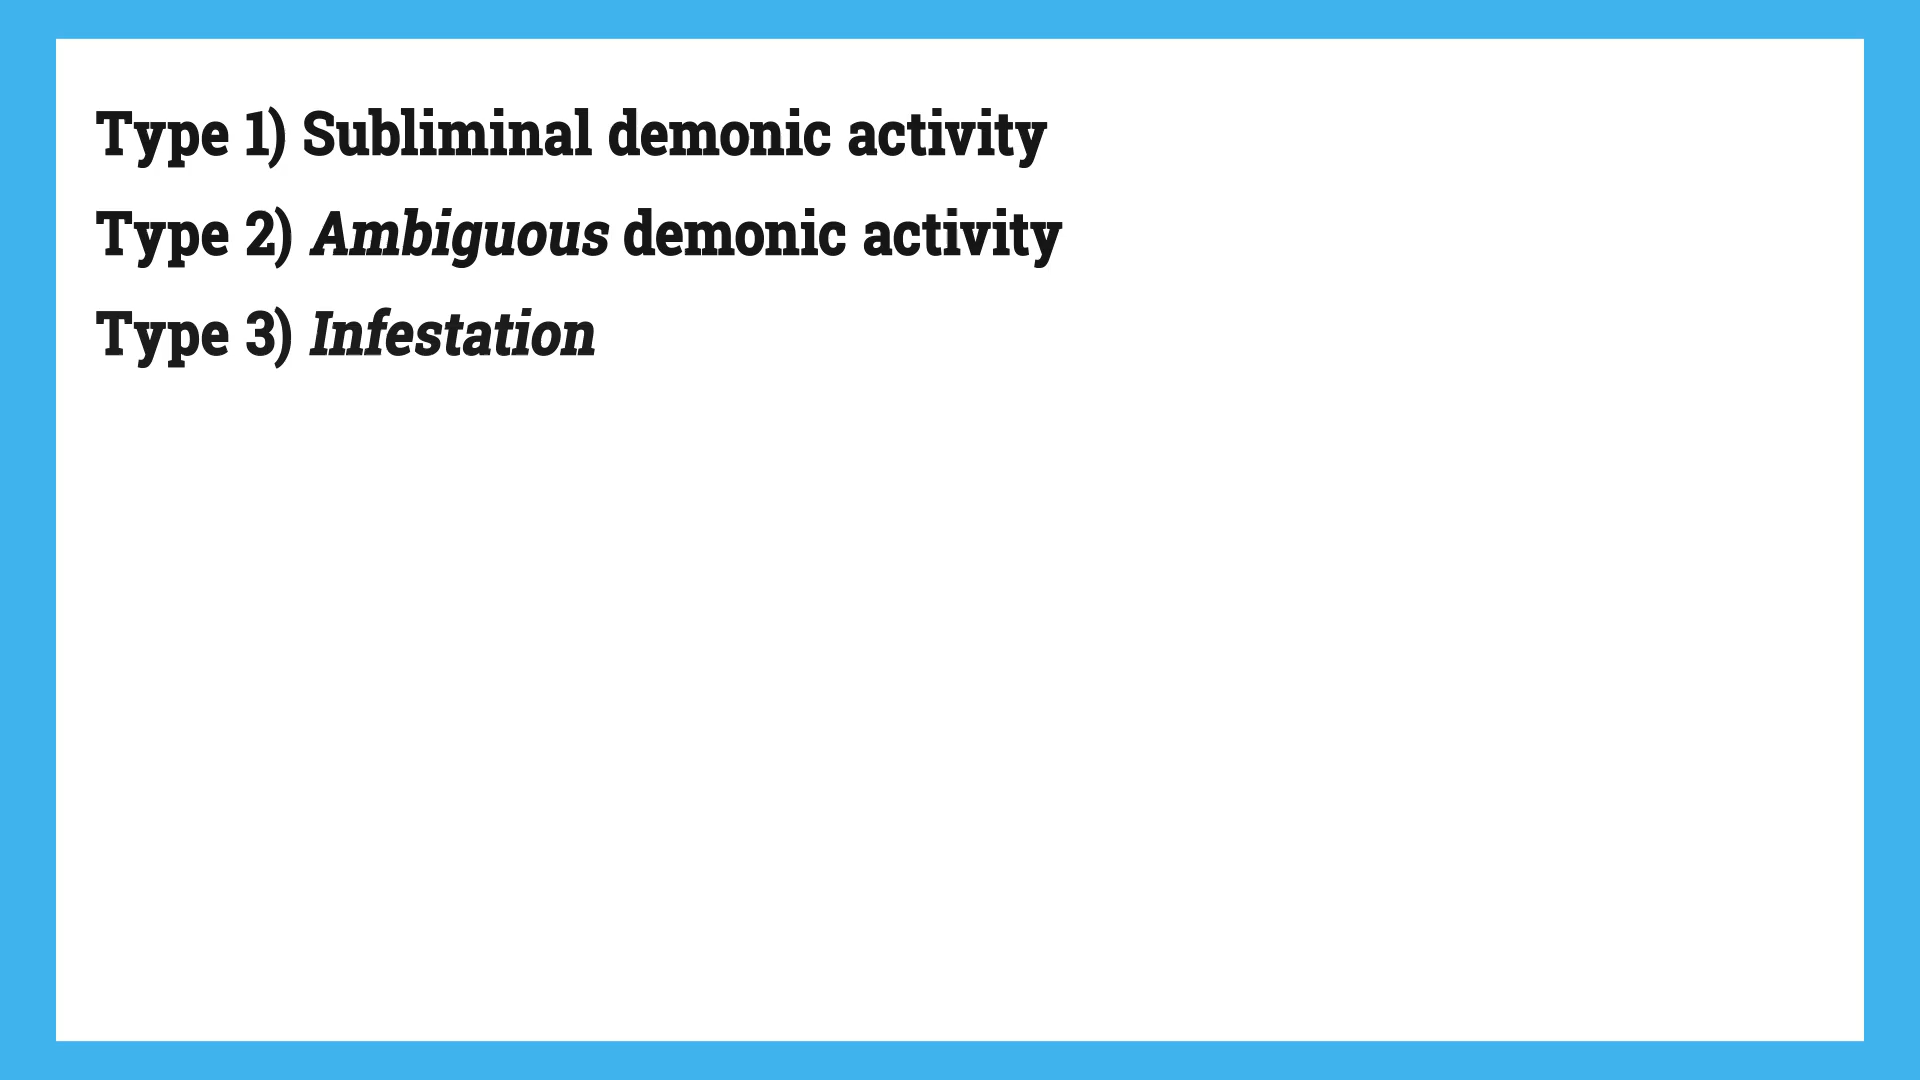 Type 1) Subliminal demonic activity
Type 2) Ambiguous demonic activity
Type 3) Infestation